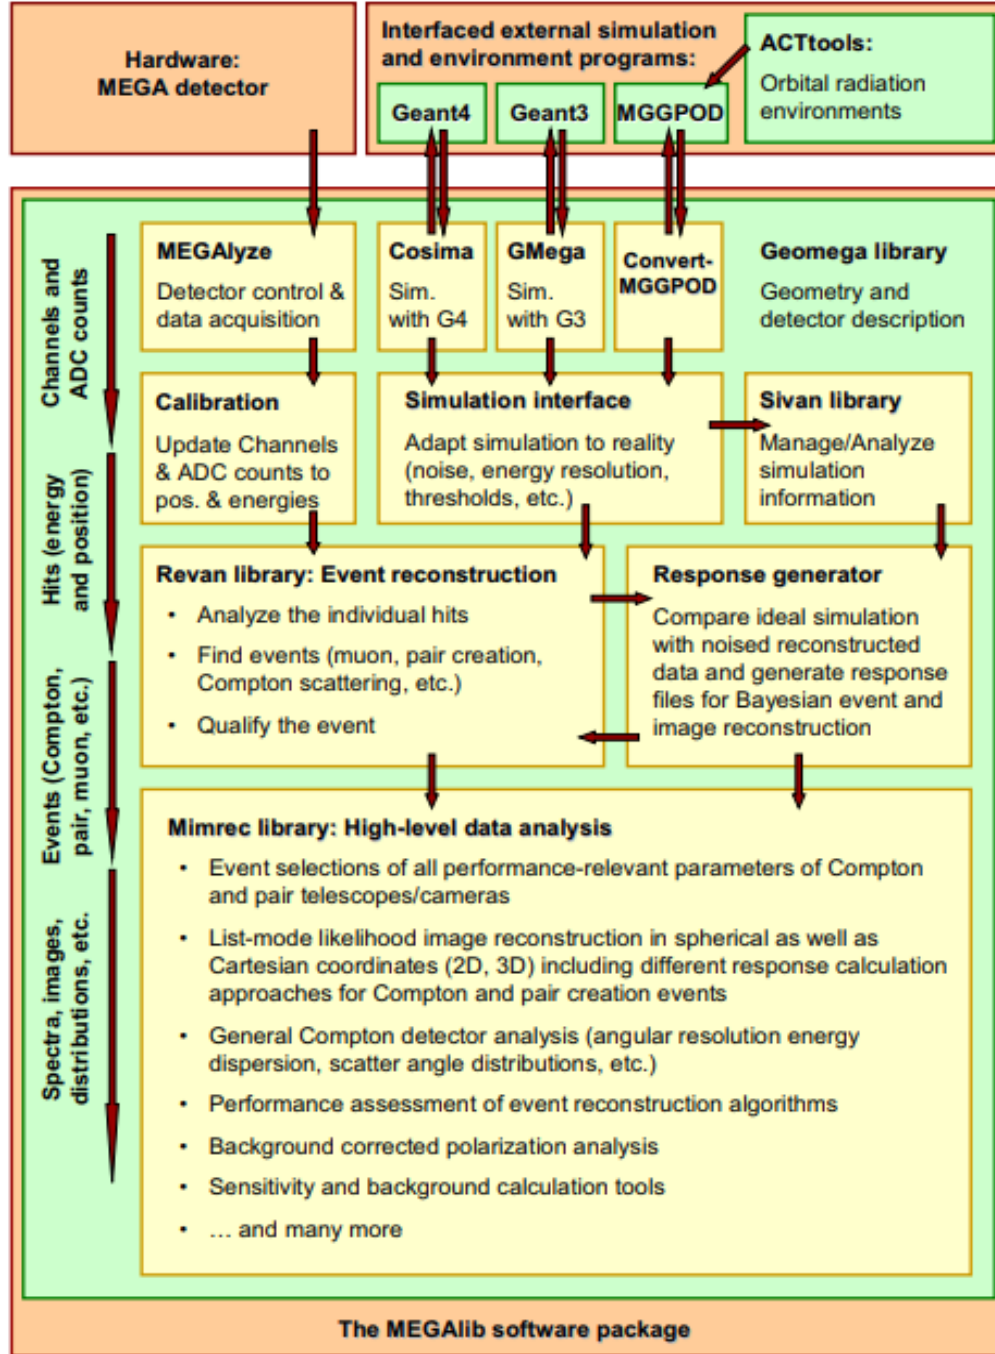 Hardware:
MEGA detector
Interfaced external simulation
and environment programs:
Geant4
Geant3
MGGPOD
ACTtools:
Orbital radiation
environments
Channels and
ADC counts
Hits (energy
and position)
Events (Compton,
pair, muon, etc.)
Spectra, images,
distributions, etc.
MEGAlyze
Detector control &
data acquisition
Cosima
Sim.
with G4
GMega
Sim.
with G3
Convert-
MGGPOD
Geomega library
Geometry and
detector description
Calibration
Update Channels
& ADC counts to
pos. & energies
Simulation interface
Adapt simulation to reality
(noise, energy resolution,
thresholds, etc.)
Sivan library
Manage/Analyze
simulation
information
Revan library: Event reconstruction
• Analyze the individual hits
• Find events (muon, pair creation,
Compton scattering, etc.)
• Qualify the event
Response generator
Compare ideal simulation
with noised reconstructed
data and generate response
files for Bayesian event and
image reconstruction
Mimrec library: High-level data analysis
• Event selections of all performance-relevant parameters of Compton
and pair telescopes/cameras
• List-mode likelihood image reconstruction in spherical as well as
Cartesian coordinates (2D, 3D) including different response calculation
approaches for Compton and pair creation events
• General Compton detector analysis (angular resolution energy
dispersion, scatter angle distributions, etc.)
• Performance assessment of event reconstruction algorithms
• Background corrected polarization analysis
• Sensitivity and background calculation tools
• … and many more
The MEGAlib software package